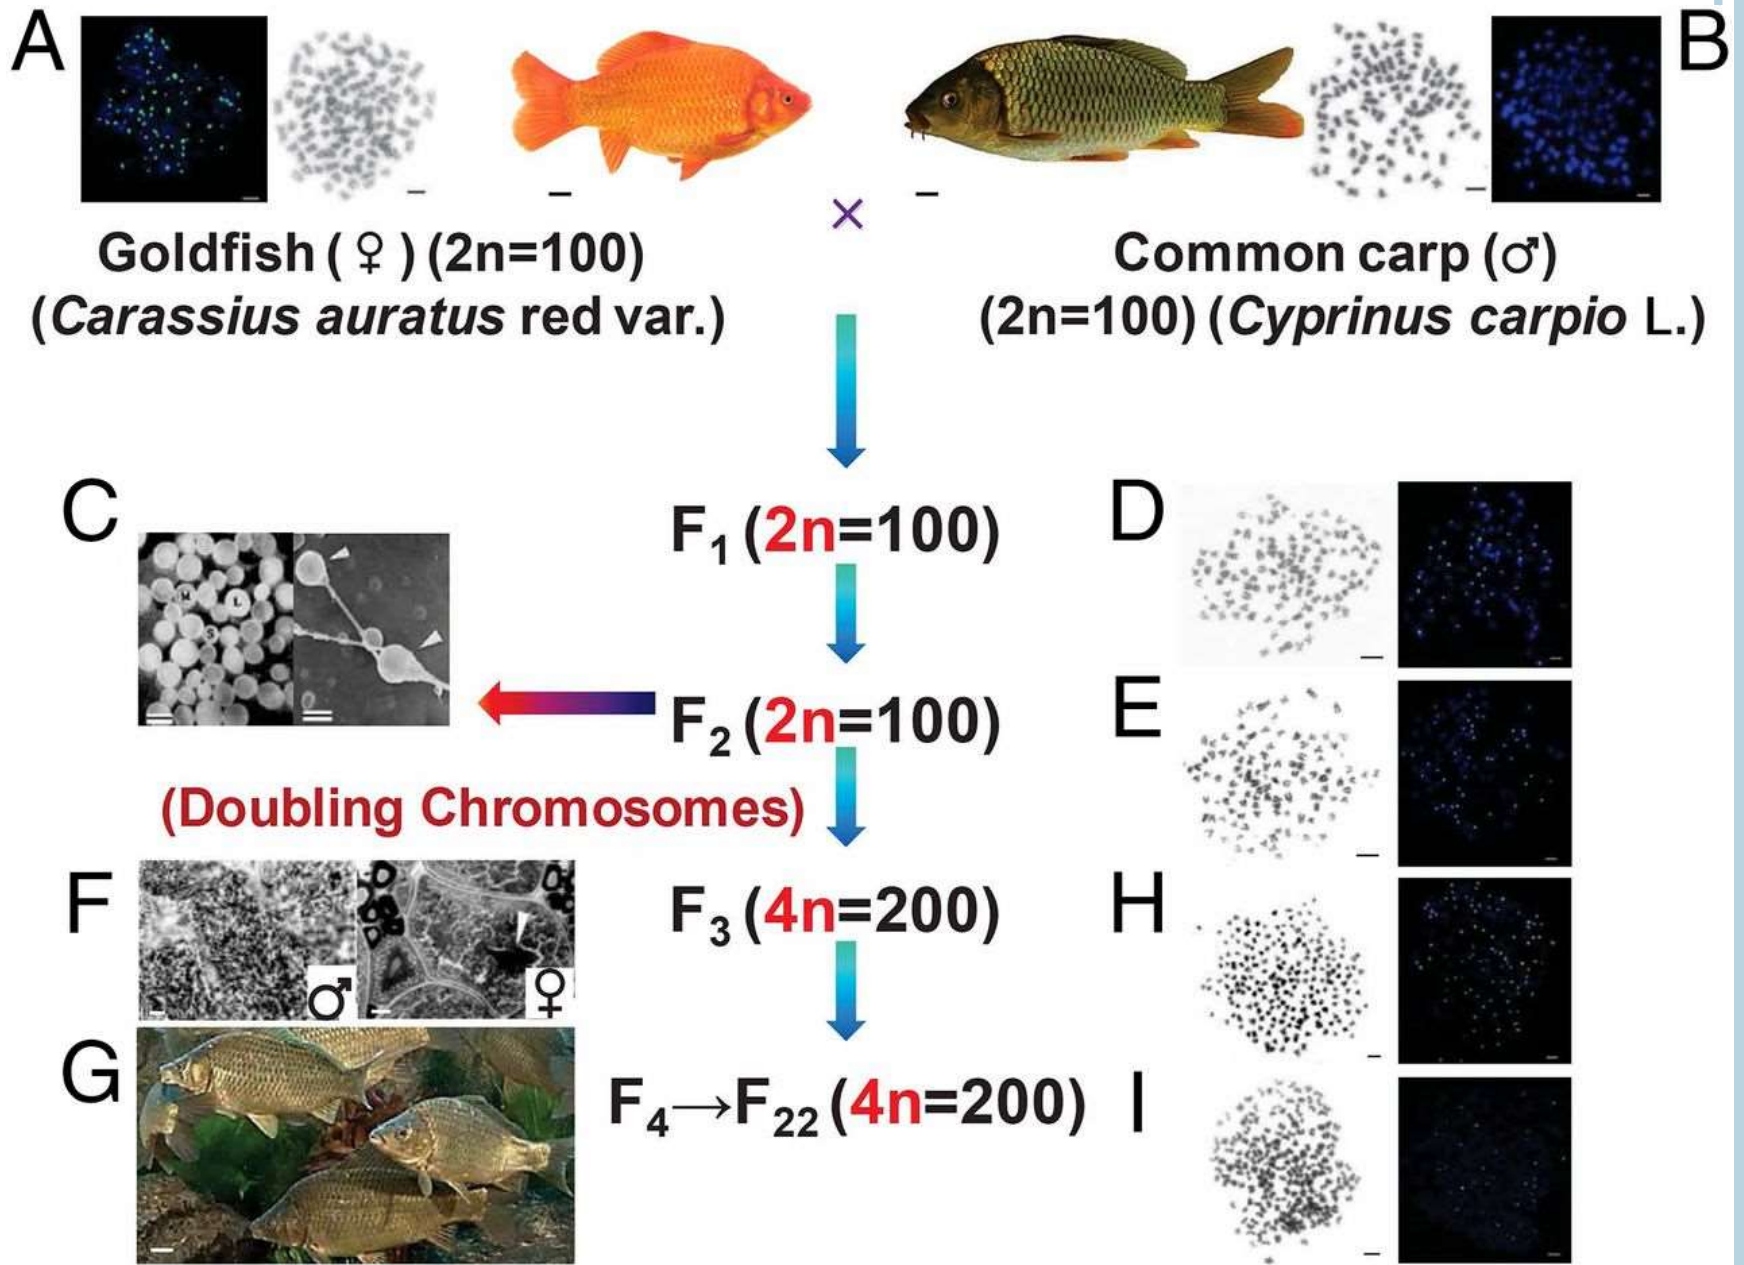 A
B
×
Goldfish (♀) (2n=100)
(Carassius auratus red var.)
Common carp (♂)
(2n=100) (Cyprinus carpio L.)
C
F1 (2n=100)
D
L
S
F2 (2n=100)
E
(Doubling Chromosomes)
F
♂
♀
F3 (4n=200)
H
G
F4→F22 (4n=200)
I